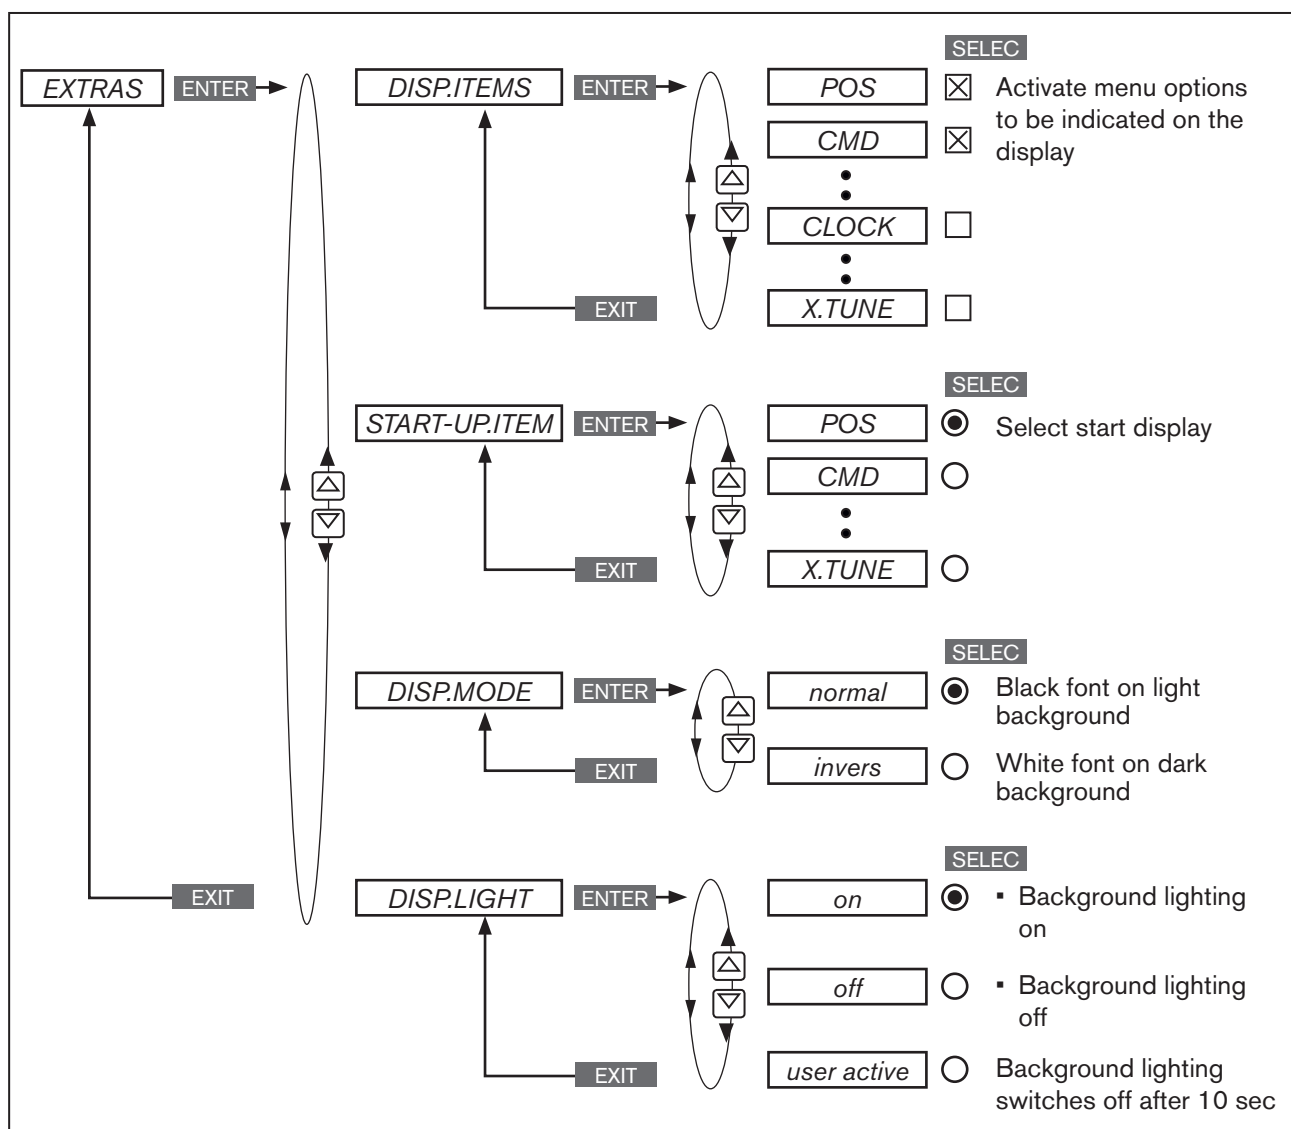 SELEC
EXTRAS ENTER DISP.ITEMS ENTER POS Activate menu options
to be indicated on the
CMD
display
CLOCK
EXIT X.TUNE
SELEC
START-UP.ITEM ENTER POS Select start display
CMD
EXIT X.TUNE
SELEC
DISP.MODE ENTER normal Black font on light
background
EXIT invers White font on dark
background
SELEC
EXIT DISP.LIGHT ENTER on ▪ Background lighting
on
off ▪ Background lighting
off
EXIT user active Background lighting
switches off after 10 sec